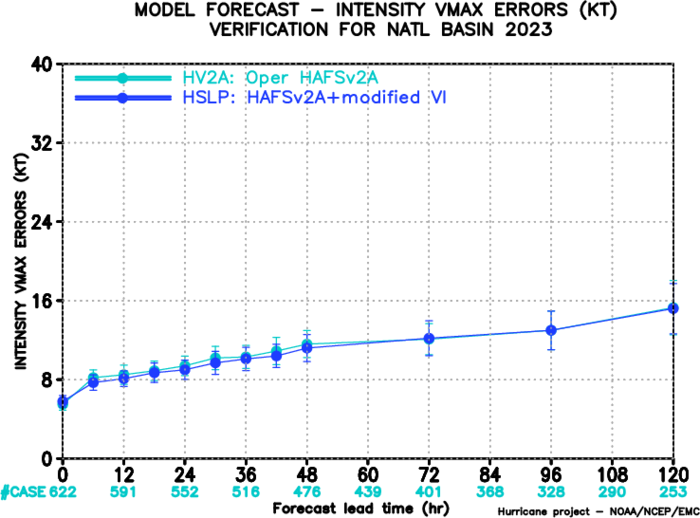 MODEL FORECAST – INTENSITY VMAX ERRORS (KT)
VERIFICATION FOR NATL BASIN 2023
HV2A: Oper HAFSv2A
HSLP: HAFSv2A+modified VI
INTENSITY VMAX ERRORS (KT)
40
32
24
16
8
0
0 12 24 36 48 60 72 84 96 108 120
#CASE 622 591 552 516 476 439 401 368 328 290 253
Forecast lead time (hr)
Hurricane project – NOAA/NCEP/EMC